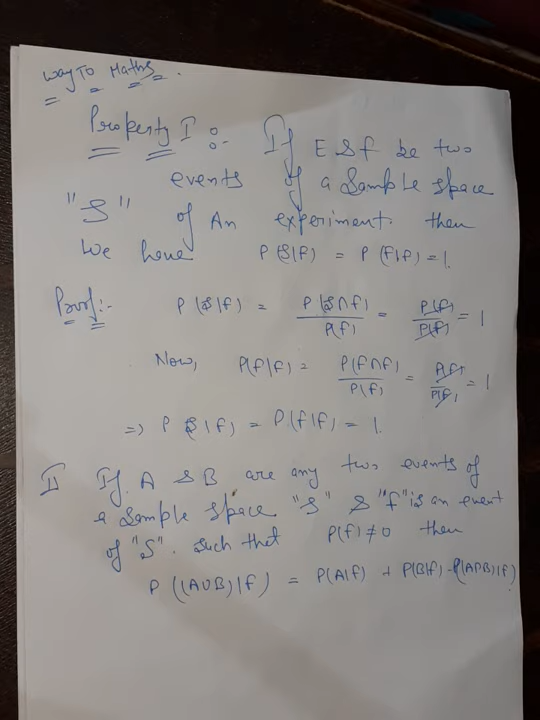 Way To Maths.
Property I :- If E & f be two
events of a Sample space
"S" of An experiment. then
We have P(S|f) = P(f|f) = 1.
Proof:- P(S|f) = P(S∩f)/P(f) = P(f)/P(f) = 1
Now, P(f|f) = P(f∩f)/P(f) = P(f)/P(f) = 1
=> P(S|f) = P(f|f) = 1.
II If A & B are any two events of
a Sample space "S" & "f" is an event
of "S". Such that P(f) ≠ 0 then
P((A∪B)|f) = P(A|f) + P(B|f) - P((A∩B)|f)